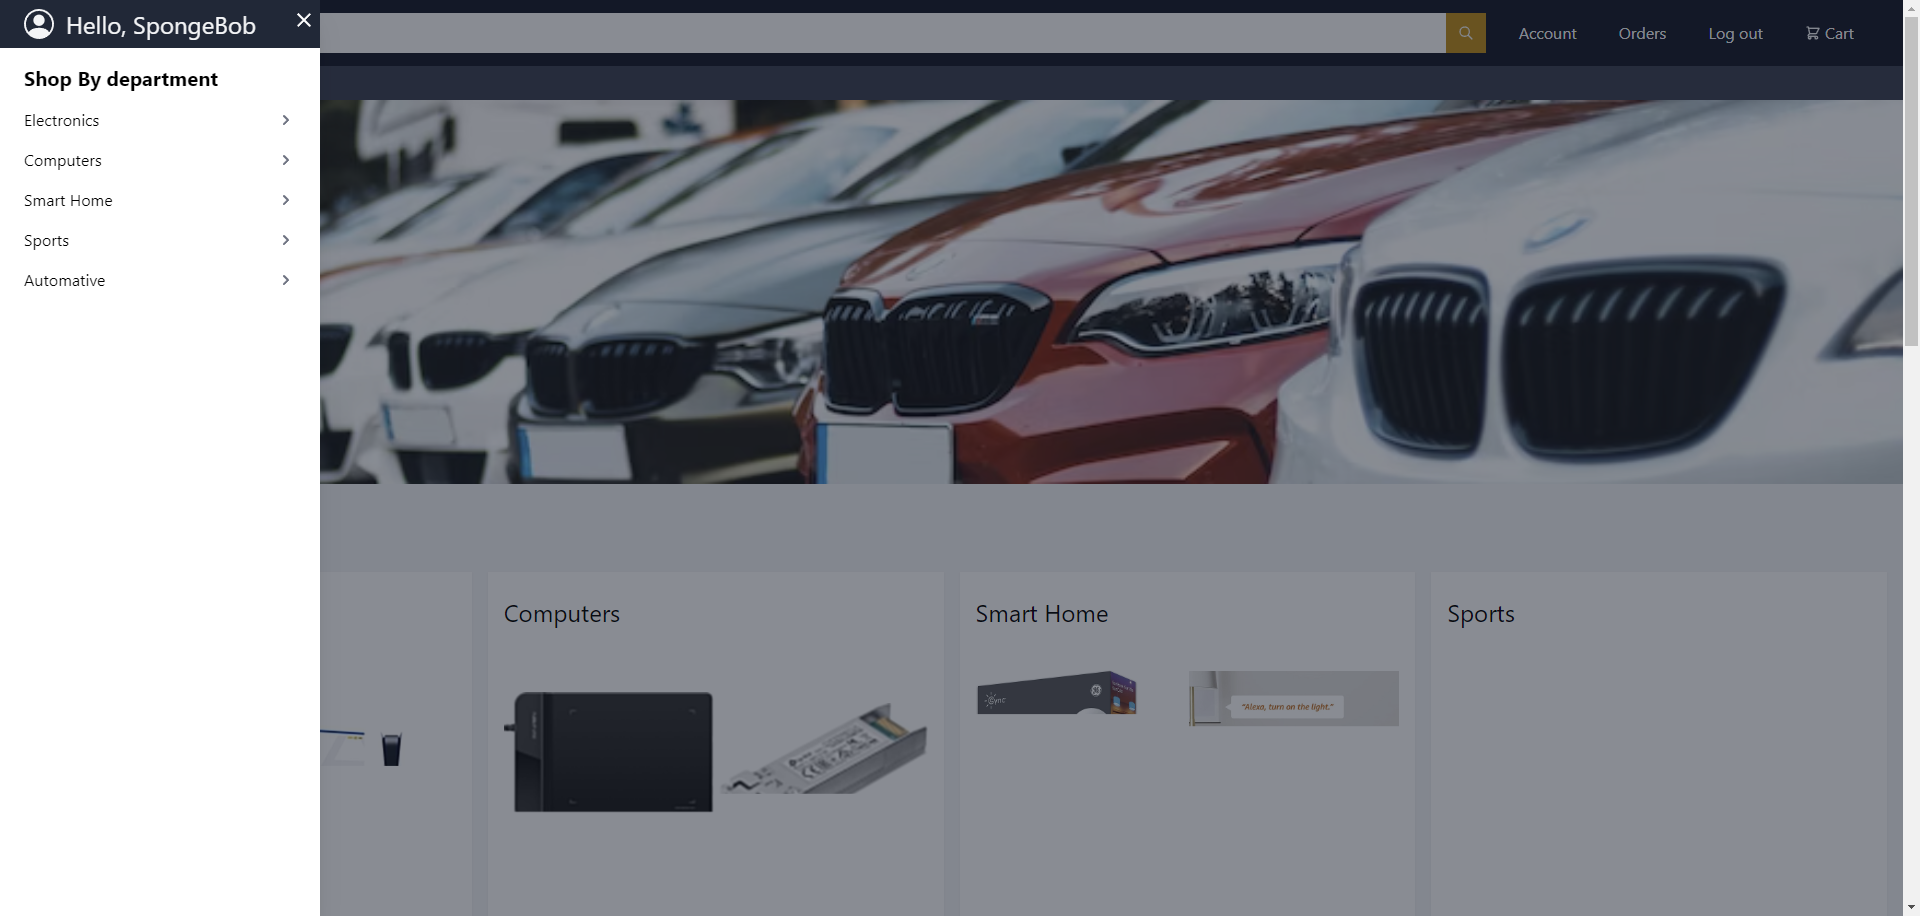 Hello, SpongeBob
Account
Orders
Log out
Cart
Shop By department
Electronics
Computers
Smart Home
Sports
Automative
Computers
Smart Home
Sports
"Alexa, turn on the light."